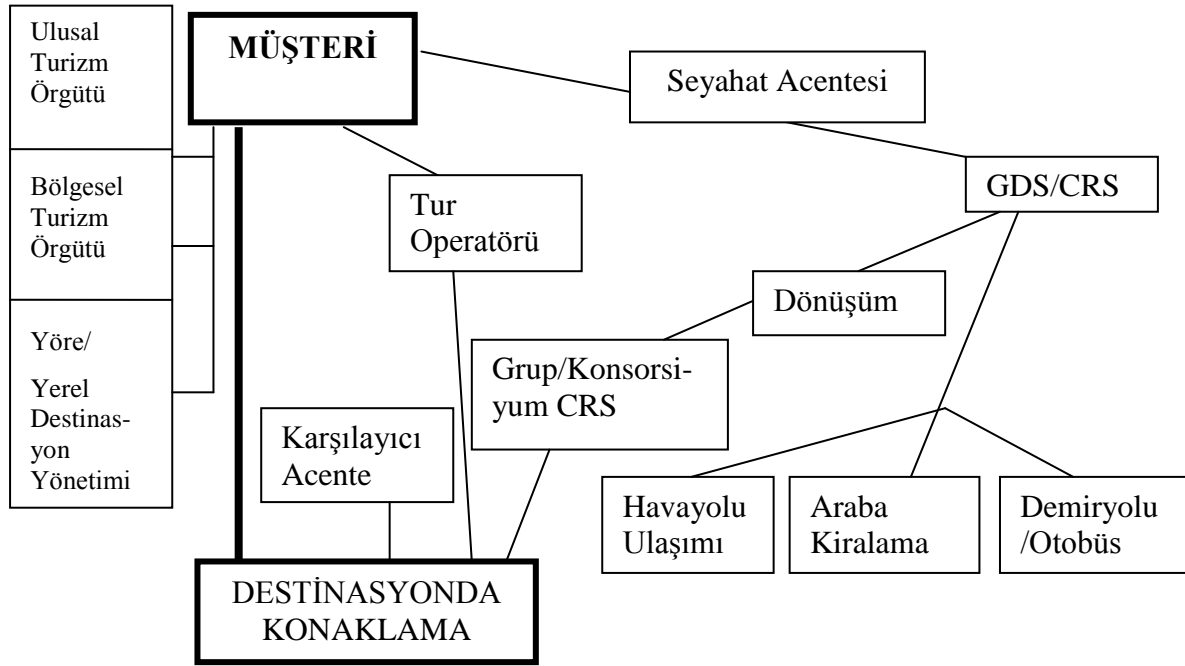 Ulusal
Turizm
Örgütü
Bölgesel
Turizm
Örgütü
Yöre/
Yerel
Destinas-
yon
Yönetimi
MÜŞTERİ
Seyahat Acentesi
GDS/CRS
Tur
Operatörü
Dönüşüm
Grup/Konsorsi-
yum CRS
Karşılayıcı
Acente
Havayolu
Ulaşımı
Araba
Kiralama
Demiryolu
/Otobüs
DESTİNASYONDA
KONAKLAMA